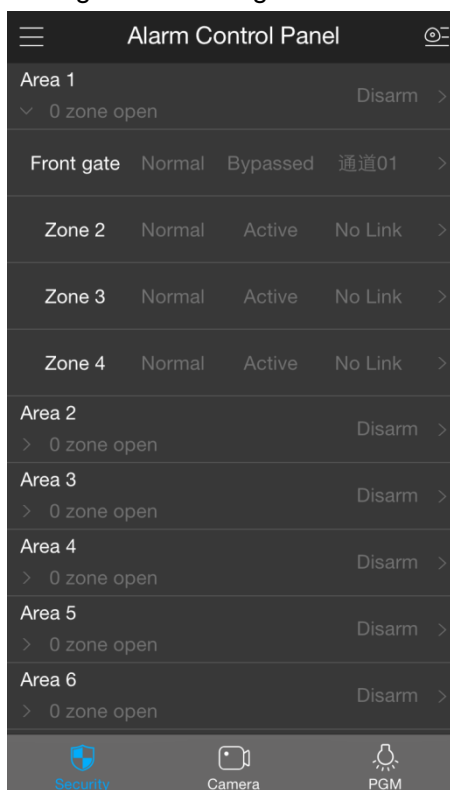 Alarm Control Panel
Area 1
Disarm
0 zone open
Front gate Normal Bypassed 通道01
Zone 2 Normal Active No Link
Zone 3 Normal Active No Link
Zone 4 Normal Active No Link
Area 2
Disarm
0 zone open
Area 3
Disarm
0 zone open
Area 4
Disarm
0 zone open
Area 5
Disarm
0 zone open
Area 6
Disarm
0 zone open
Security Camera PGM